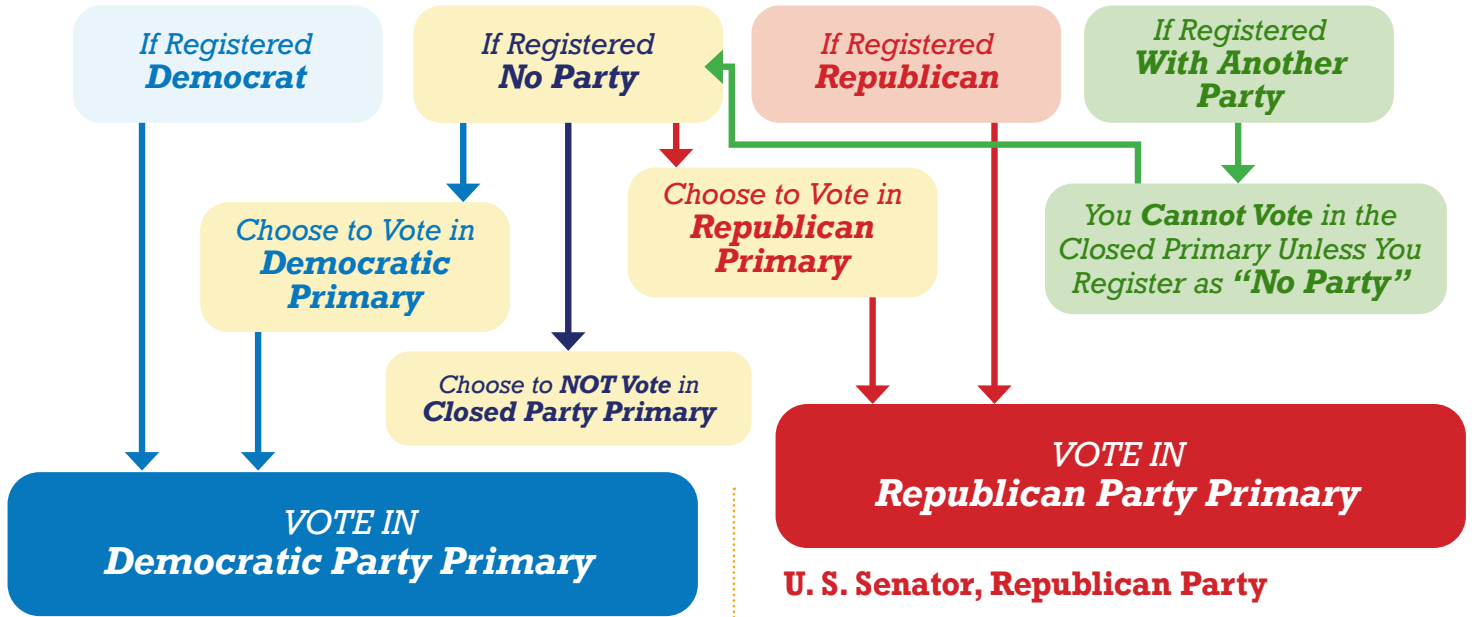 If Registered
Democrat
If Registered
No Party
If Registered
Republican
If Registered
With Another
Party
Choose to Vote in
Democratic
Primary
Choose to NOT Vote in
Closed Party Primary
Choose to Vote in
Republican
Primary
You Cannot Vote in the
Closed Primary Unless You
Register as “No Party”
VOTE IN
Democratic Party Primary
VOTE IN
Republican Party Primary
U. S. Senator, Republican Party